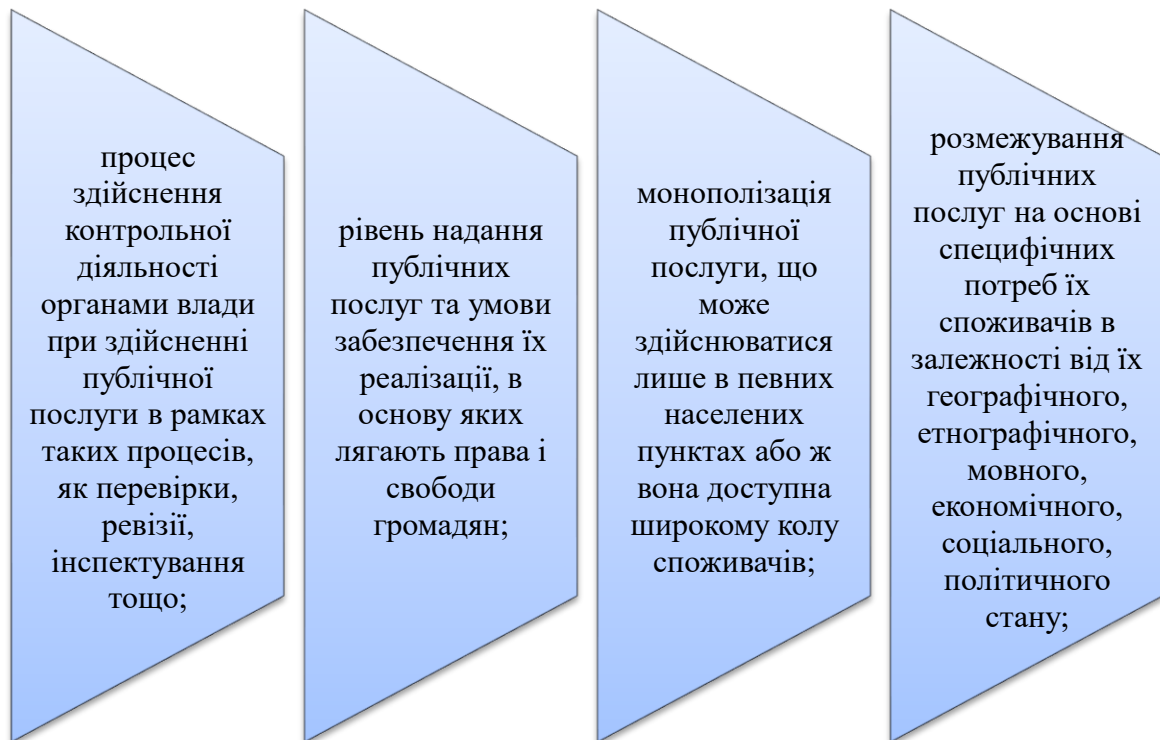 процес
здійснення
контрольної
діяльності
органами влади
при здійсненні
публічної
послуги в рамках
таких процесів,
як перевірки,
ревізії,
інспектування
тощо;
рівень надання
публічних
послуг та умови
забезпечення їх
реалізації, в
основу яких
лягають права і
свободи
громадян;
монополізація
публічної
послуги, що
може
здійснюватися
лише в певних
населених
пунктах або ж
вона доступна
широкому колу
споживачів;
розмежування
публічних
послуг на основі
специфічних
потреб їх
споживачів в
залежності від їх
географічного,
етнографічного,
мовного,
економічного,
соціального,
політичного
стану;